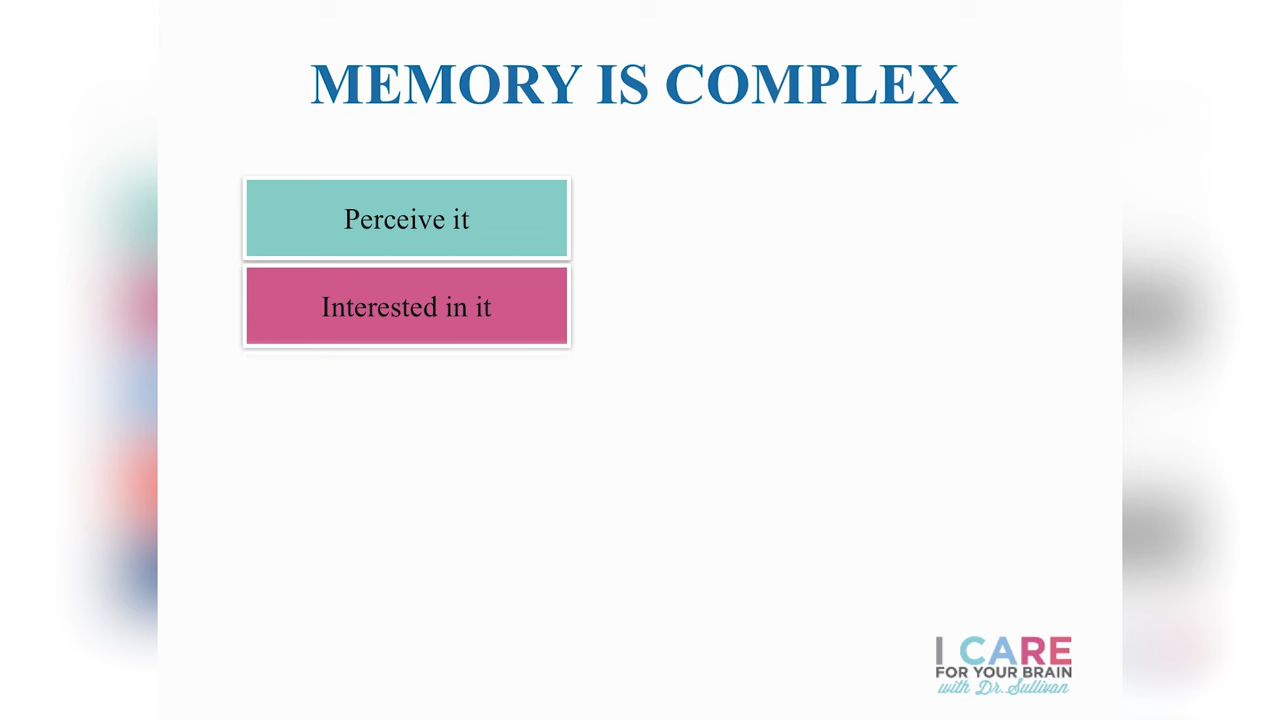 MEMORY IS COMPLEX
Perceive it
Interested in it
I CARE
FOR YOUR BRAIN
with Dr. Sullivan